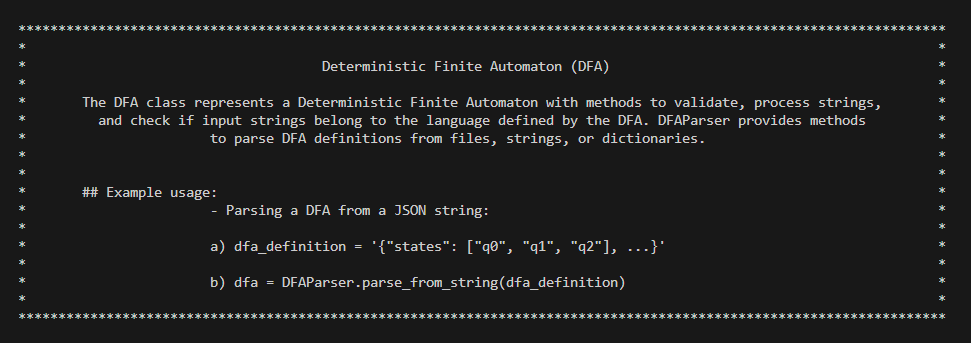 ********************************************************************************************************************
* *
* Deterministic Finite Automaton (DFA) *
* *
* The DFA class represents a Deterministic Finite Automaton with methods to validate, process strings, *
* and check if input strings belong to the language defined by the DFA. DFAParser provides methods *
* to parse DFA definitions from files, strings, or dictionaries. *
* *
* *
* ## Example usage: *
* - Parsing a DFA from a JSON string: *
* *
* a) dfa_definition = '{"states": ["q0", "q1", "q2"], ...}' *
* *
* b) dfa = DFAParser.parse_from_string(dfa_definition) *
* *
********************************************************************************************************************